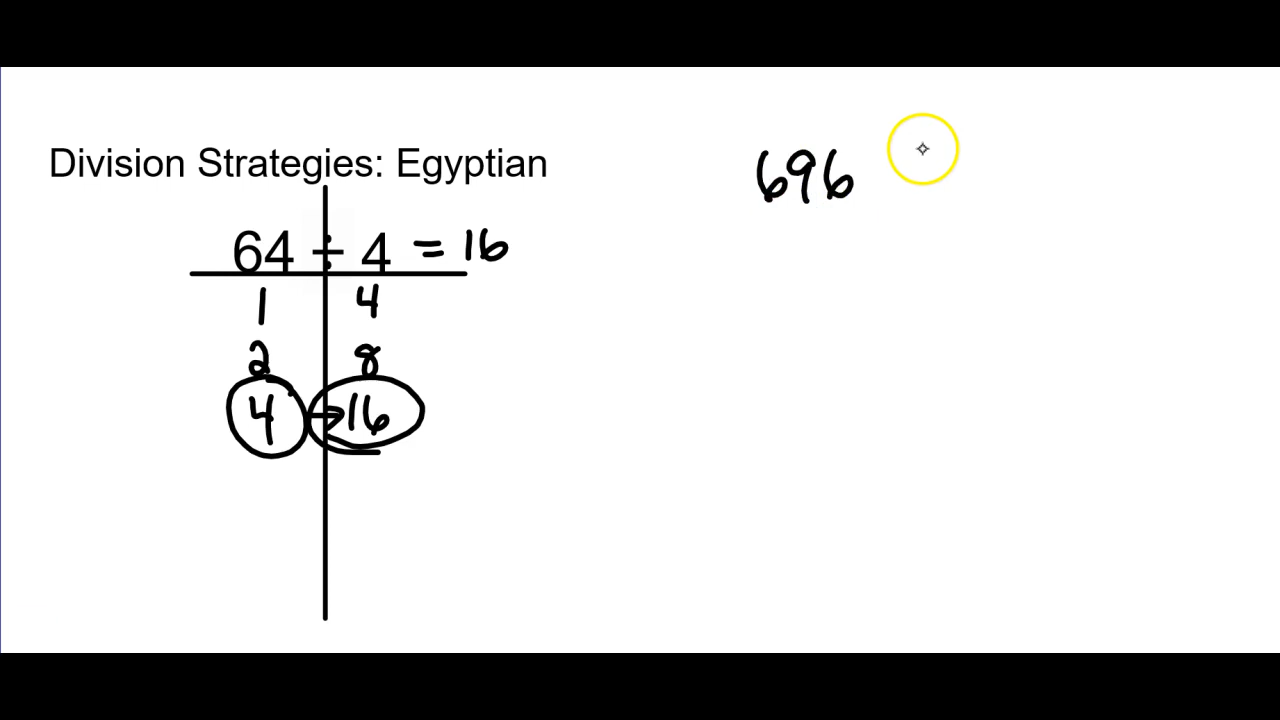 Division Strategies: Egyptian
64 ÷ 4 = 16
1 4
2 8
4 → 16
696